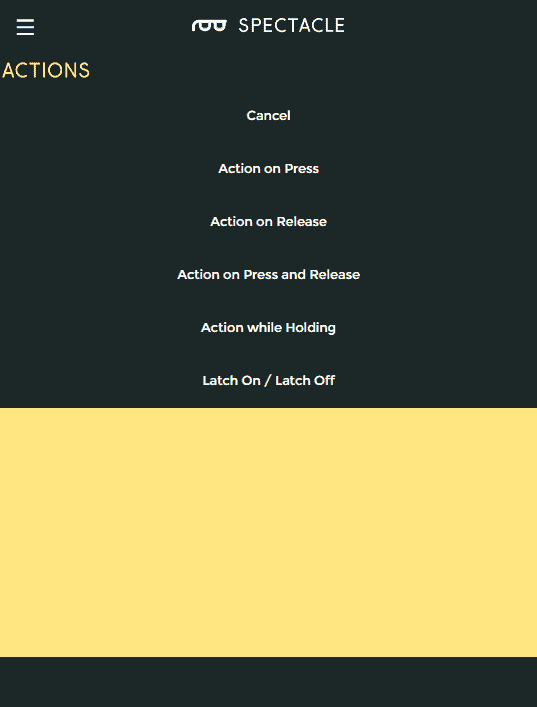 SPECTACLE
ACTIONS
Cancel
Action on Press
Action on Release
Action on Press and Release
Action while Holding
Latch On / Latch Off